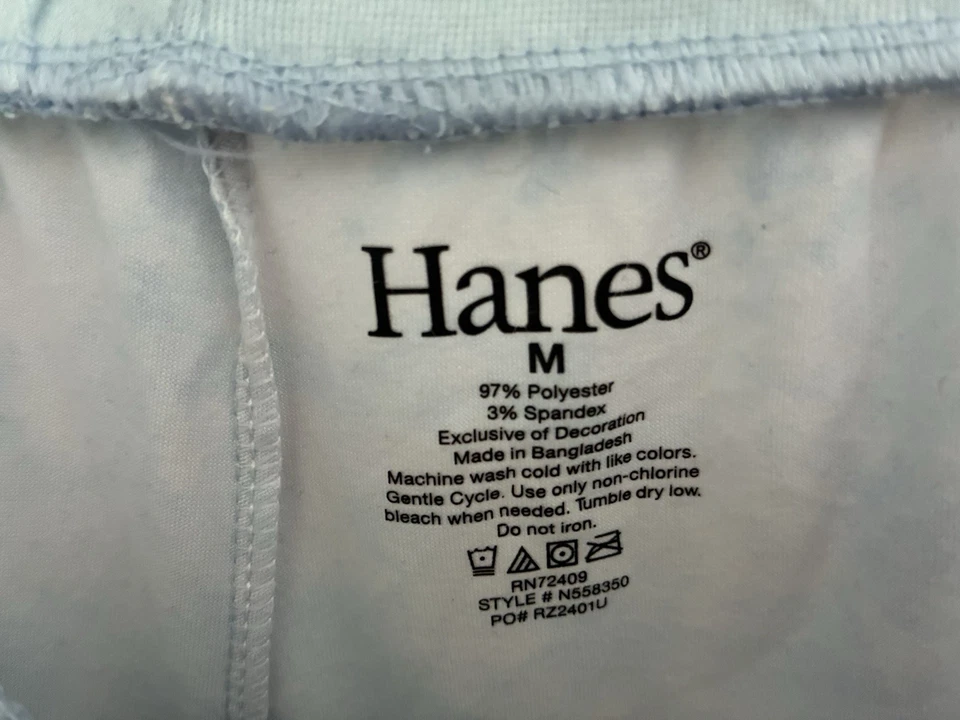 Hanes®
M
97% Polyester
3% Spandex
Exclusive of Decoration
Made in Bangladesh
Machine wash cold with like colors.
Gentle Cycle. Use only non-chlorine
bleach when needed. Tumble dry low.
Do not iron.
RN72409
STYLE # N558350
PO# RZ2401U